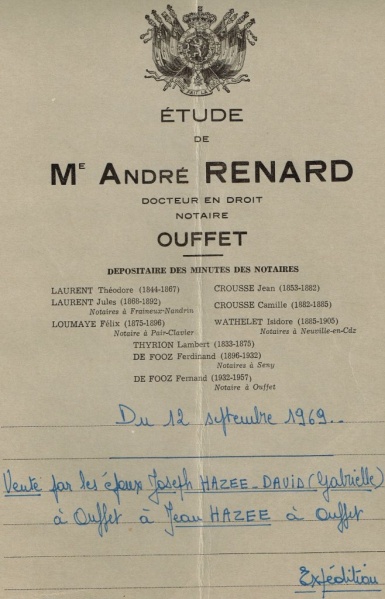 ÉTUDE
DE
Mᴱ ANDRÉ RENARD
DOCTEUR EN DROIT
NOTAIRE
OUFFET
DEPOSITAIRE DES MINUTES DES NOTAIRES
LAURENT Théodore (1844-1867)
LAURENT Jules (1868-1892)
Notaires à Fraineux-Nandrin
LOUMAYE Félix (1875-1896)
Notaire à Pair-Clavier
CROUSSE Jean (1853-1882)
CROUSSE Camille (1882-1885)
WATHELET Isidore (1885-1905)
Notaires à Neuville-en-Cdz
THYRION Lambert (1833-1875)
DE FOOZ Ferdinand (1896-1932)
Notaires à Seny
DE FOOZ Fernand (1932-1957)
Notaire à Ouffet
Du 12 septembre 1969.
Vente par les époux Joseph HAZEE-DAVID (Gabrielle)
à Ouffet à Jean HAZEE à Ouffet
Expédition